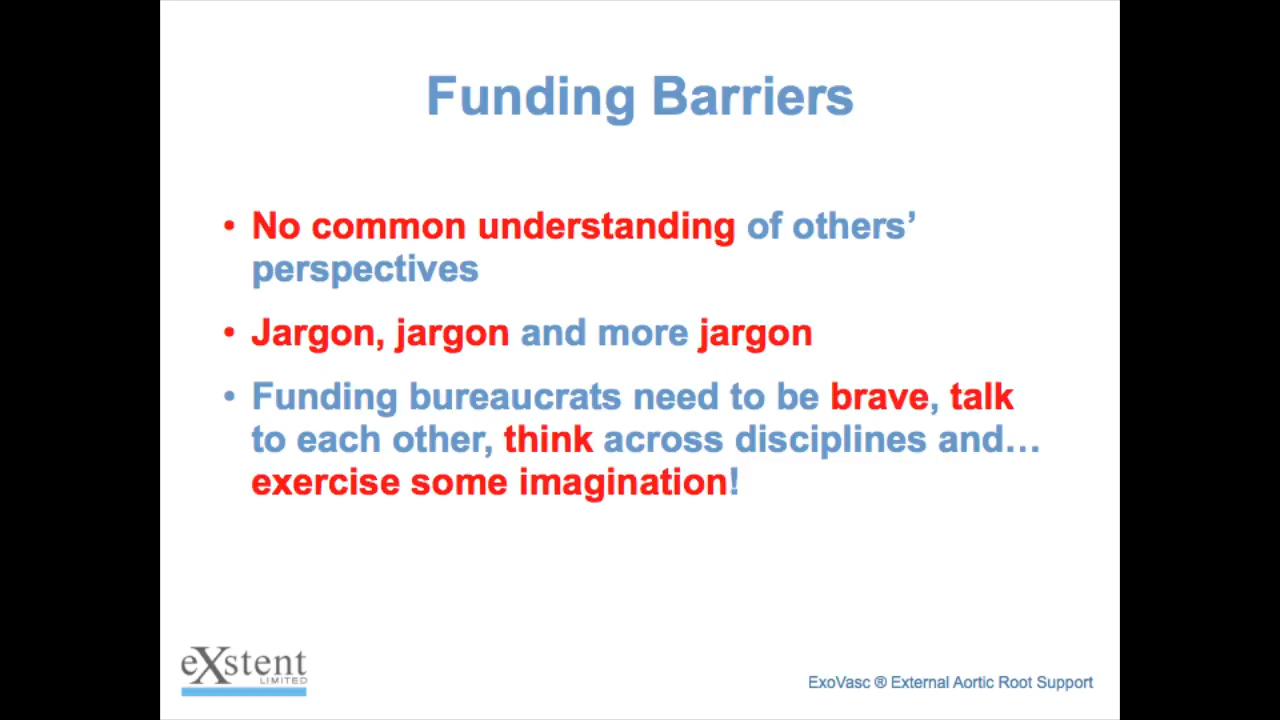 Funding Barriers
• No common understanding of others’
perspectives
• Jargon, jargon and more jargon
• Funding bureaucrats need to be brave, talk
to each other, think across disciplines and…
exercise some imagination!
eXstent
LIMITED
ExoVasc ® External Aortic Root Support